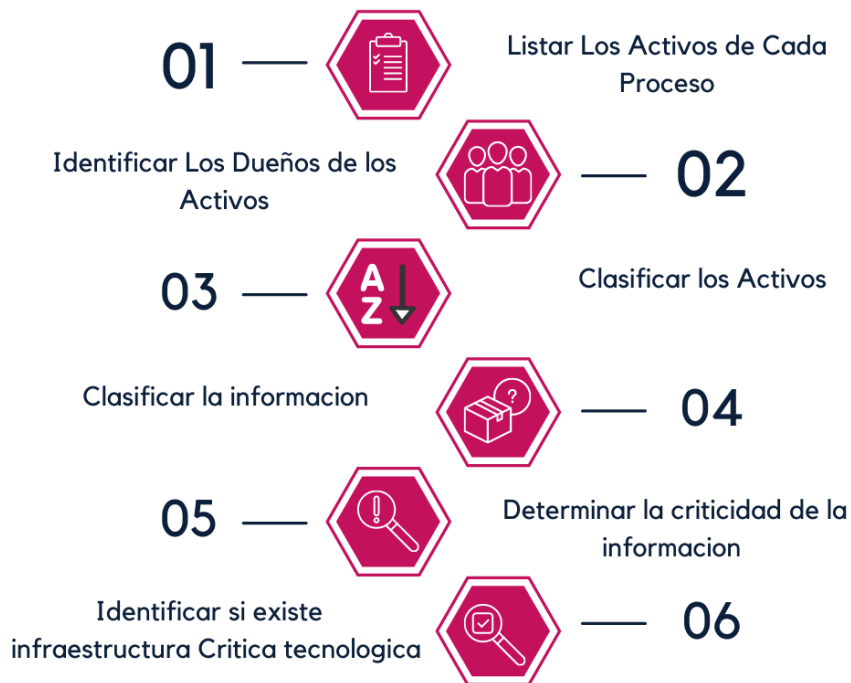 01
Listar Los Activos de Cada
Proceso
Identificar Los Dueños de los
Activos
02
03
A
Z
Clasificar los Activos
Clasificar la informacion
?
04
05
!
Determinar la criticidad de la
informacion
Identificar si existe
infraestructura Critica tecnologica
06